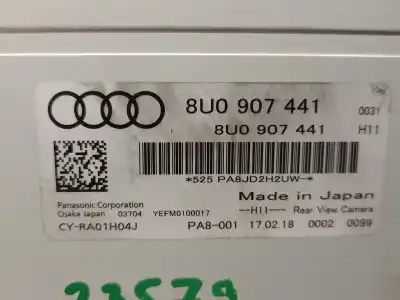 8U0 907 441 0031
8U0 907 441 H11
*525 PA8JD2H2UW-*
Made in Japan
Panasonic Corporation
Osaka Japan 03704 YEFM0100017 --H11-- Rear View Camera
CY-RA01H04J PA8-001 17.02.18 0002 0099